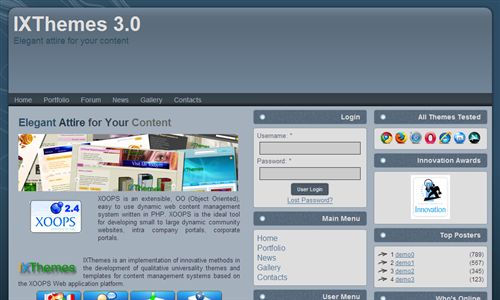 IXThemes 3.0
Elegant attire for your content
Home Portfolio Forum News Gallery Contacts
Elegant Attire for Your Content
XOOPS 2.4
XOOPS is an extensible, OO (Object Oriented),
easy to use dynamic web content management
system written in PHP. XOOPS is the ideal tool
for developing small to large dynamic community
websites, intra company portals, corporate
portals.
IXThemes
IXThemes is an implementation of innovative methods in
the development of qualitative universality themes and
templates for content management systems based on
the XOOPS Web application platform.
Login
Username: *
Password: *
User Login
Lost Password?
Main Menu
Home
Portfolio
News
Gallery
Contacts
User Menu
All Themes Tested
Innovation Awards
Innovation
Top Posters
1 demo0 (789)
2 demo1 (567)
3 demo2 (345)
4 demo3 (123)
Who's Online